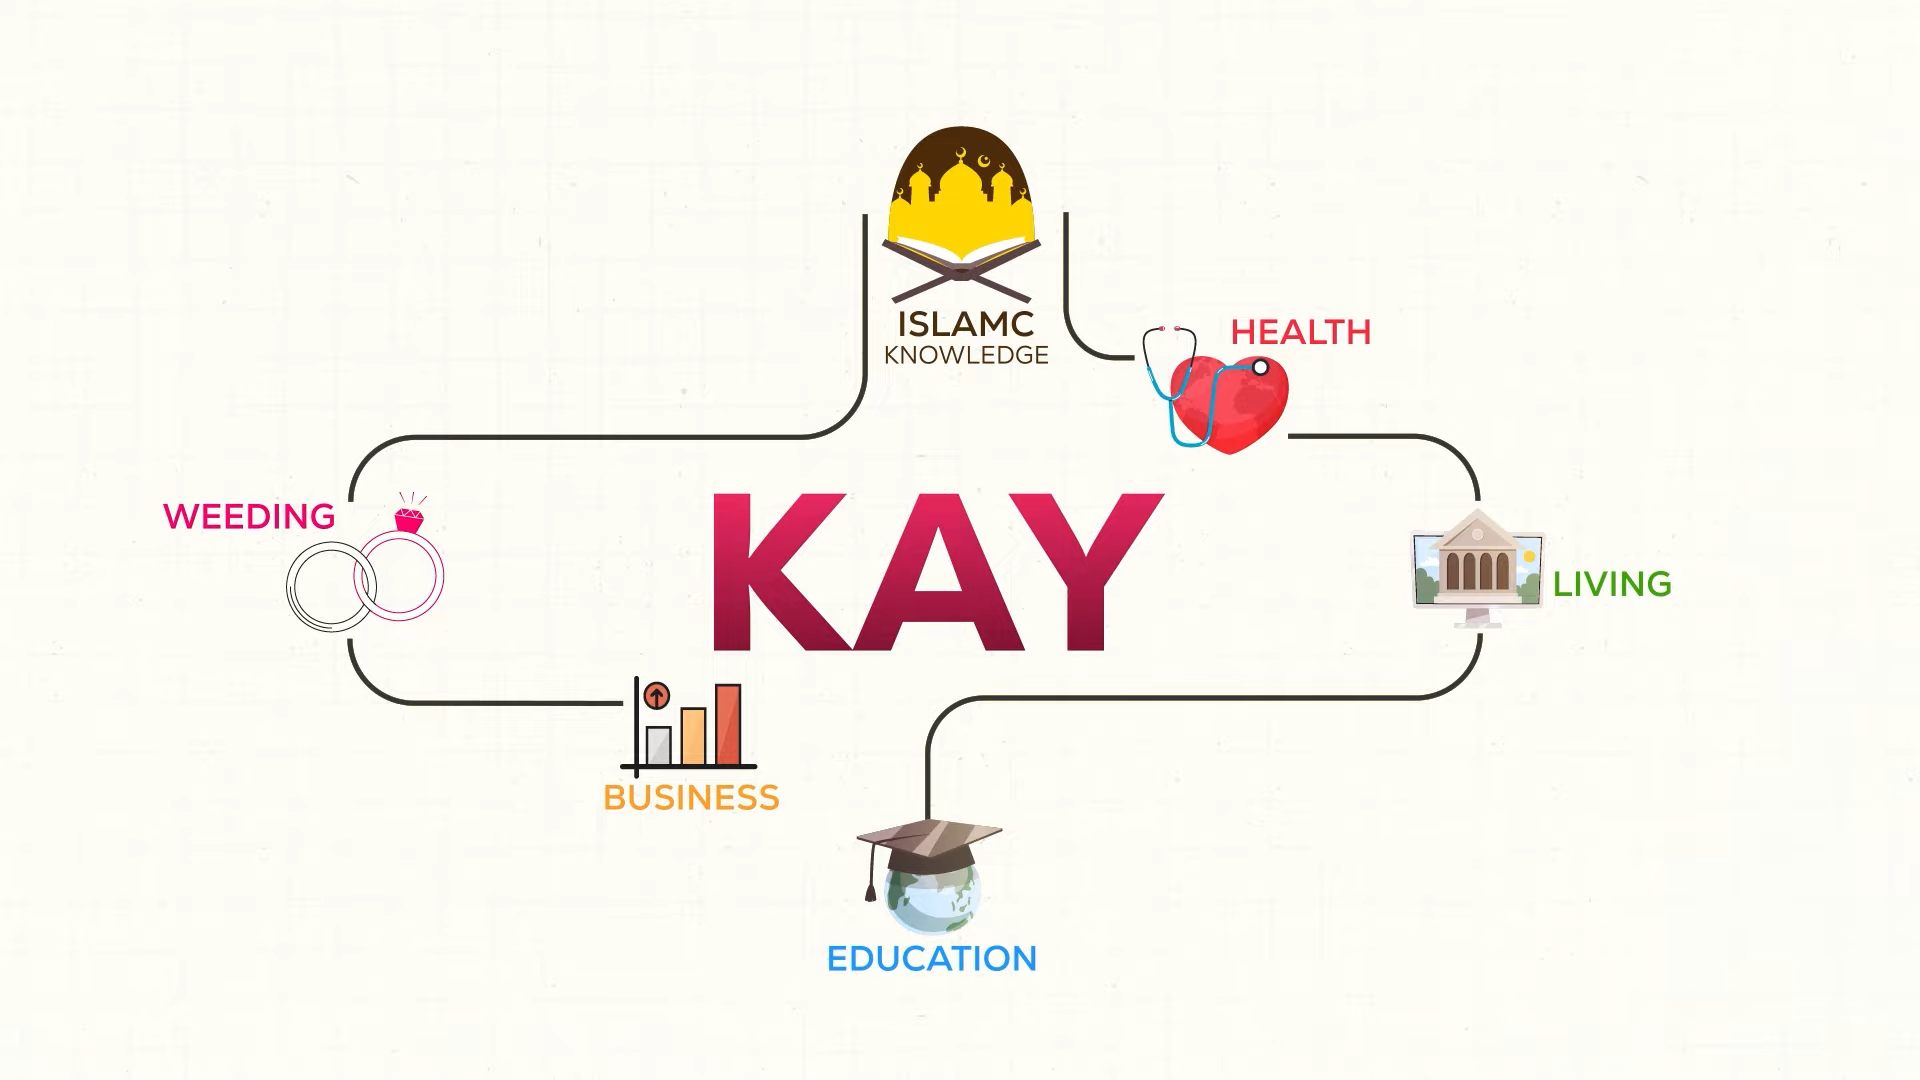 ISLAMC
KNOWLEDGE
HEALTH
WEEDING
KAY
LIVING
BUSINESS
EDUCATION